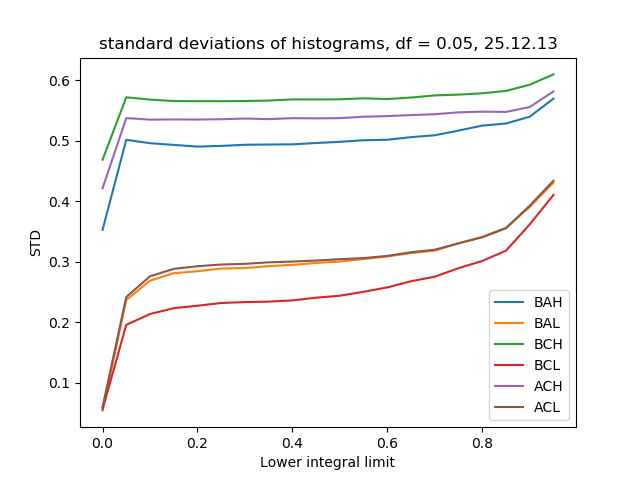 standard deviations of histograms, df = 0.05, 25.12.13
0.6
0.5
0.4
0.3
0.2
0.1
STD
0.0 0.2 0.4 0.6 0.8
Lower integral limit
BAH
BAL
BCH
BCL
ACH
ACL